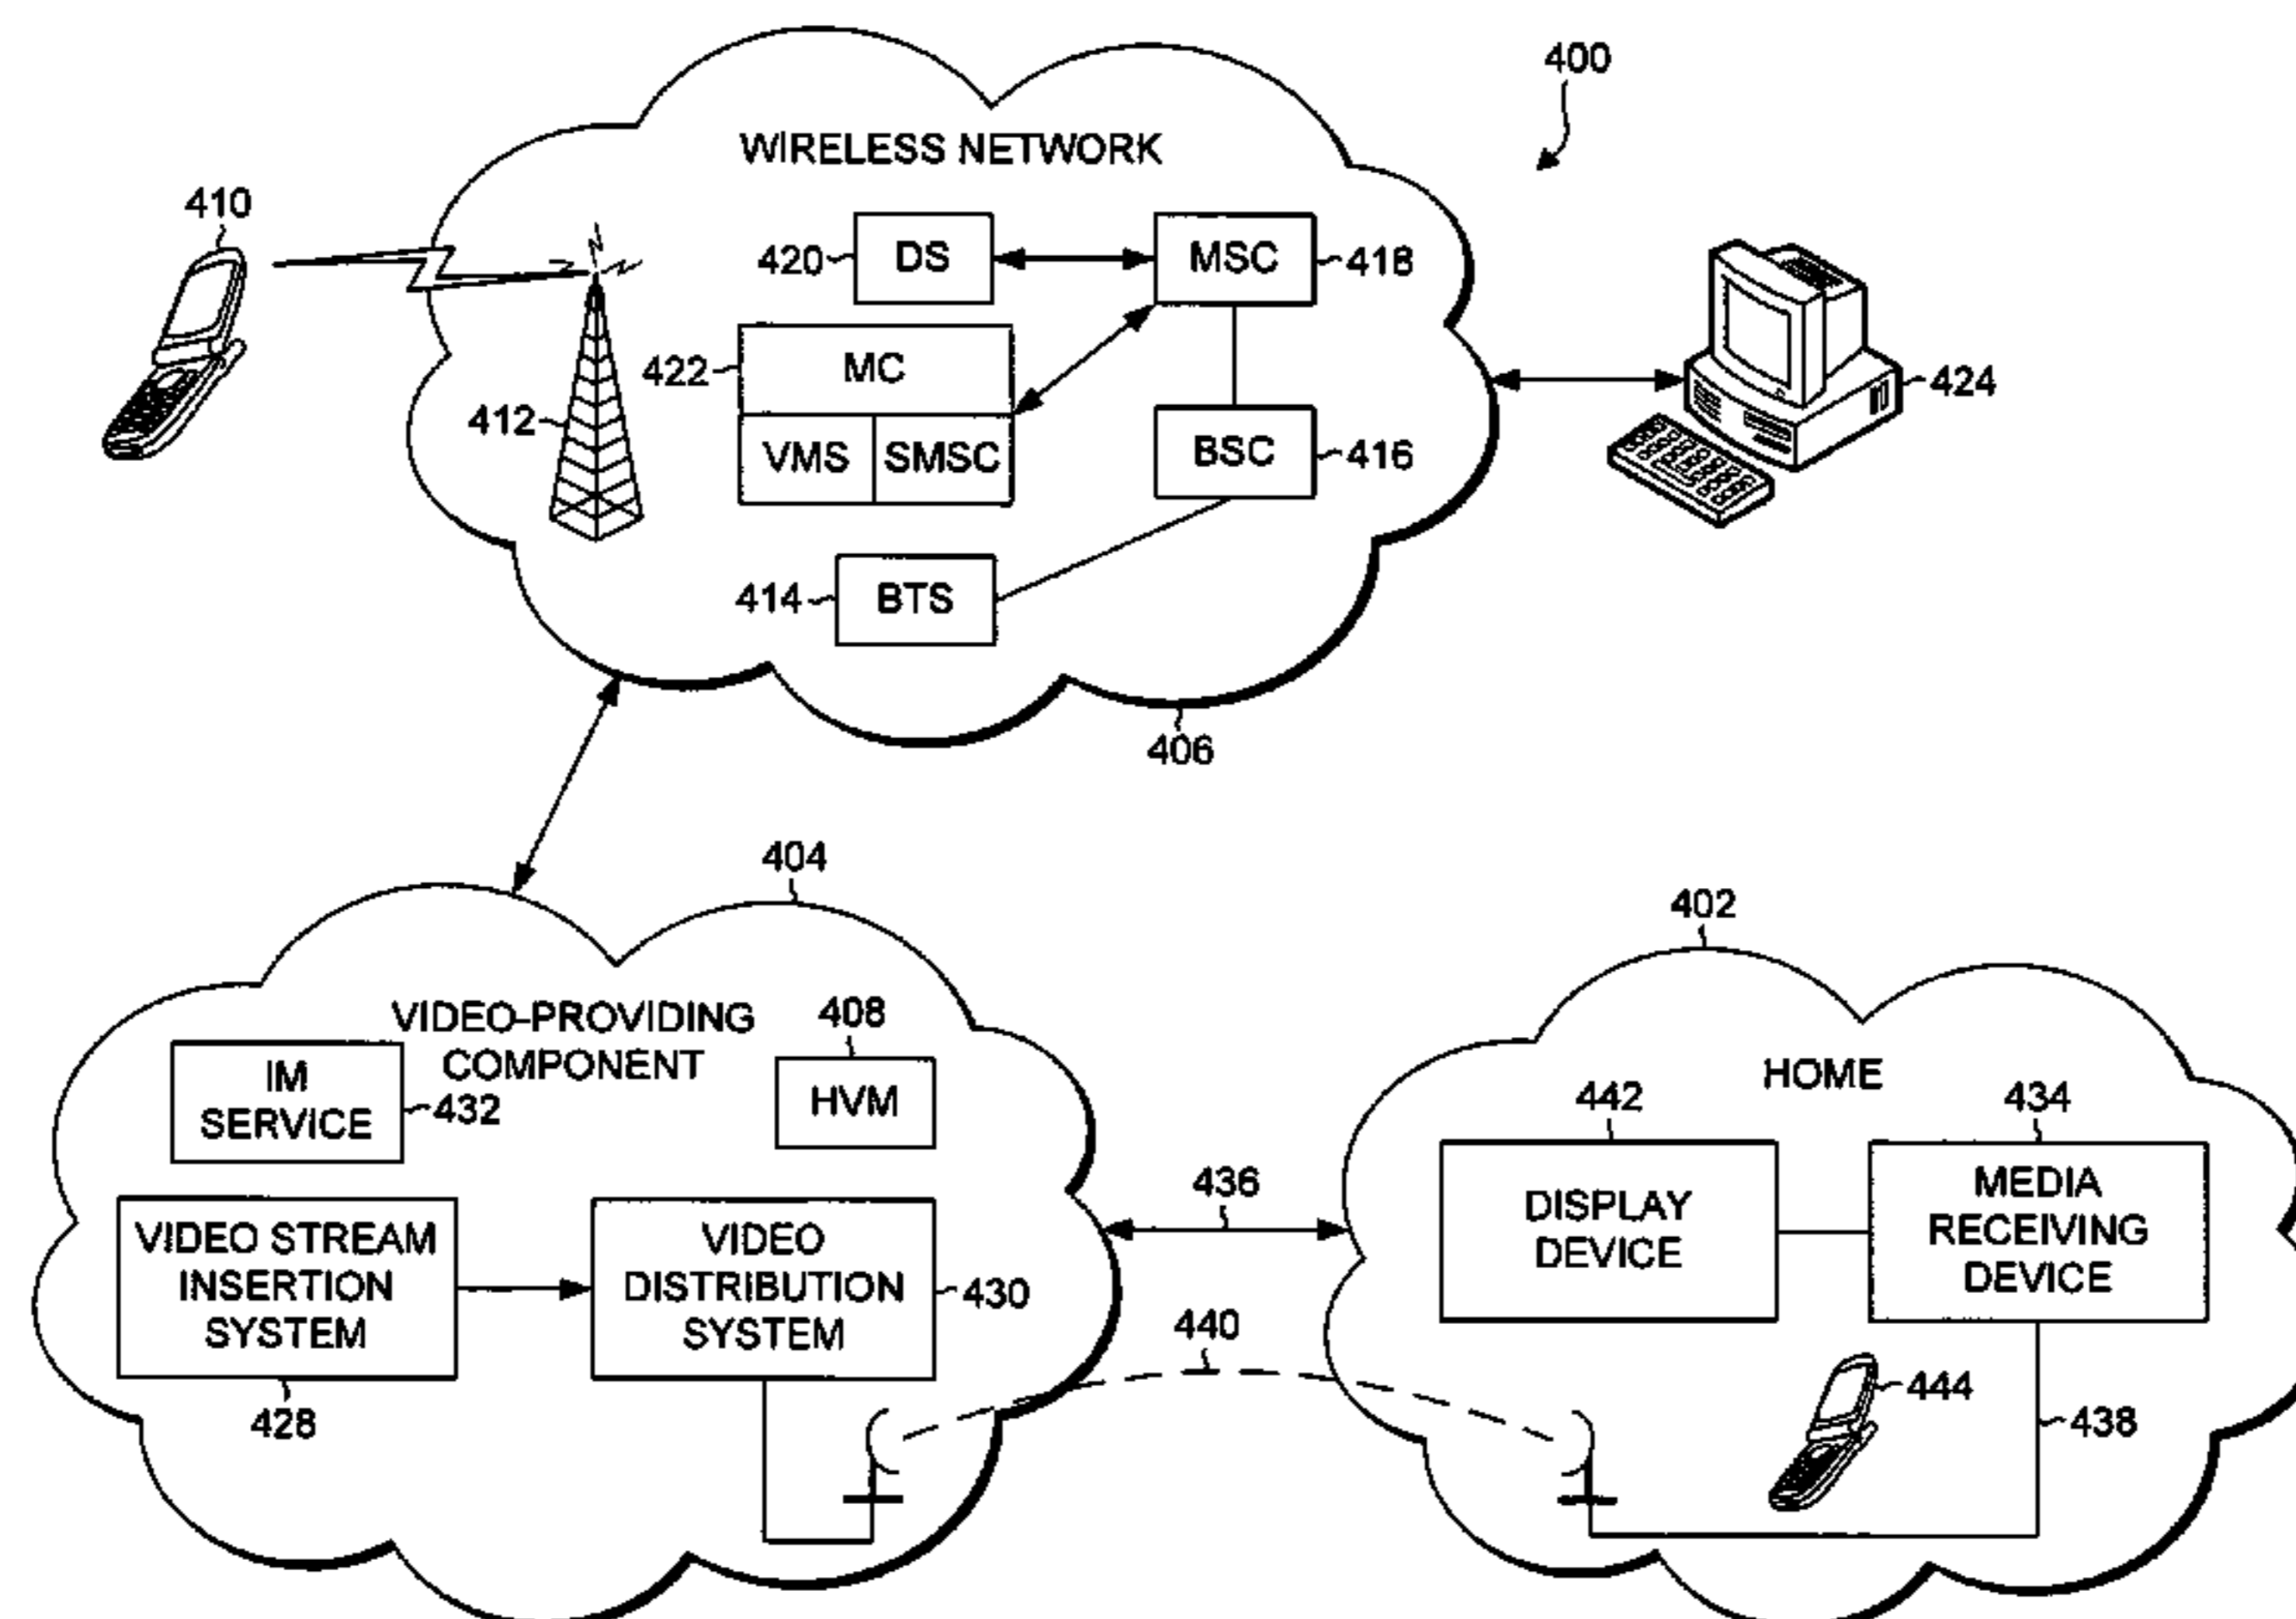 400
WIRELESS NETWORK
410
420
DS
MSC
418
422
MC
424
412
VMS
SMSC
BSC
416
414
BTS
406
404
402
VIDEO-PROVIDING
COMPONENT
408
HVM
IM
SERVICE
432
HOME
442
434
VIDEO STREAM
INSERTION
SYSTEM
428
VIDEO
DISTRIBUTION
SYSTEM
430
436
440
DISPLAY
DEVICE
MEDIA
RECEIVING
DEVICE
444
438